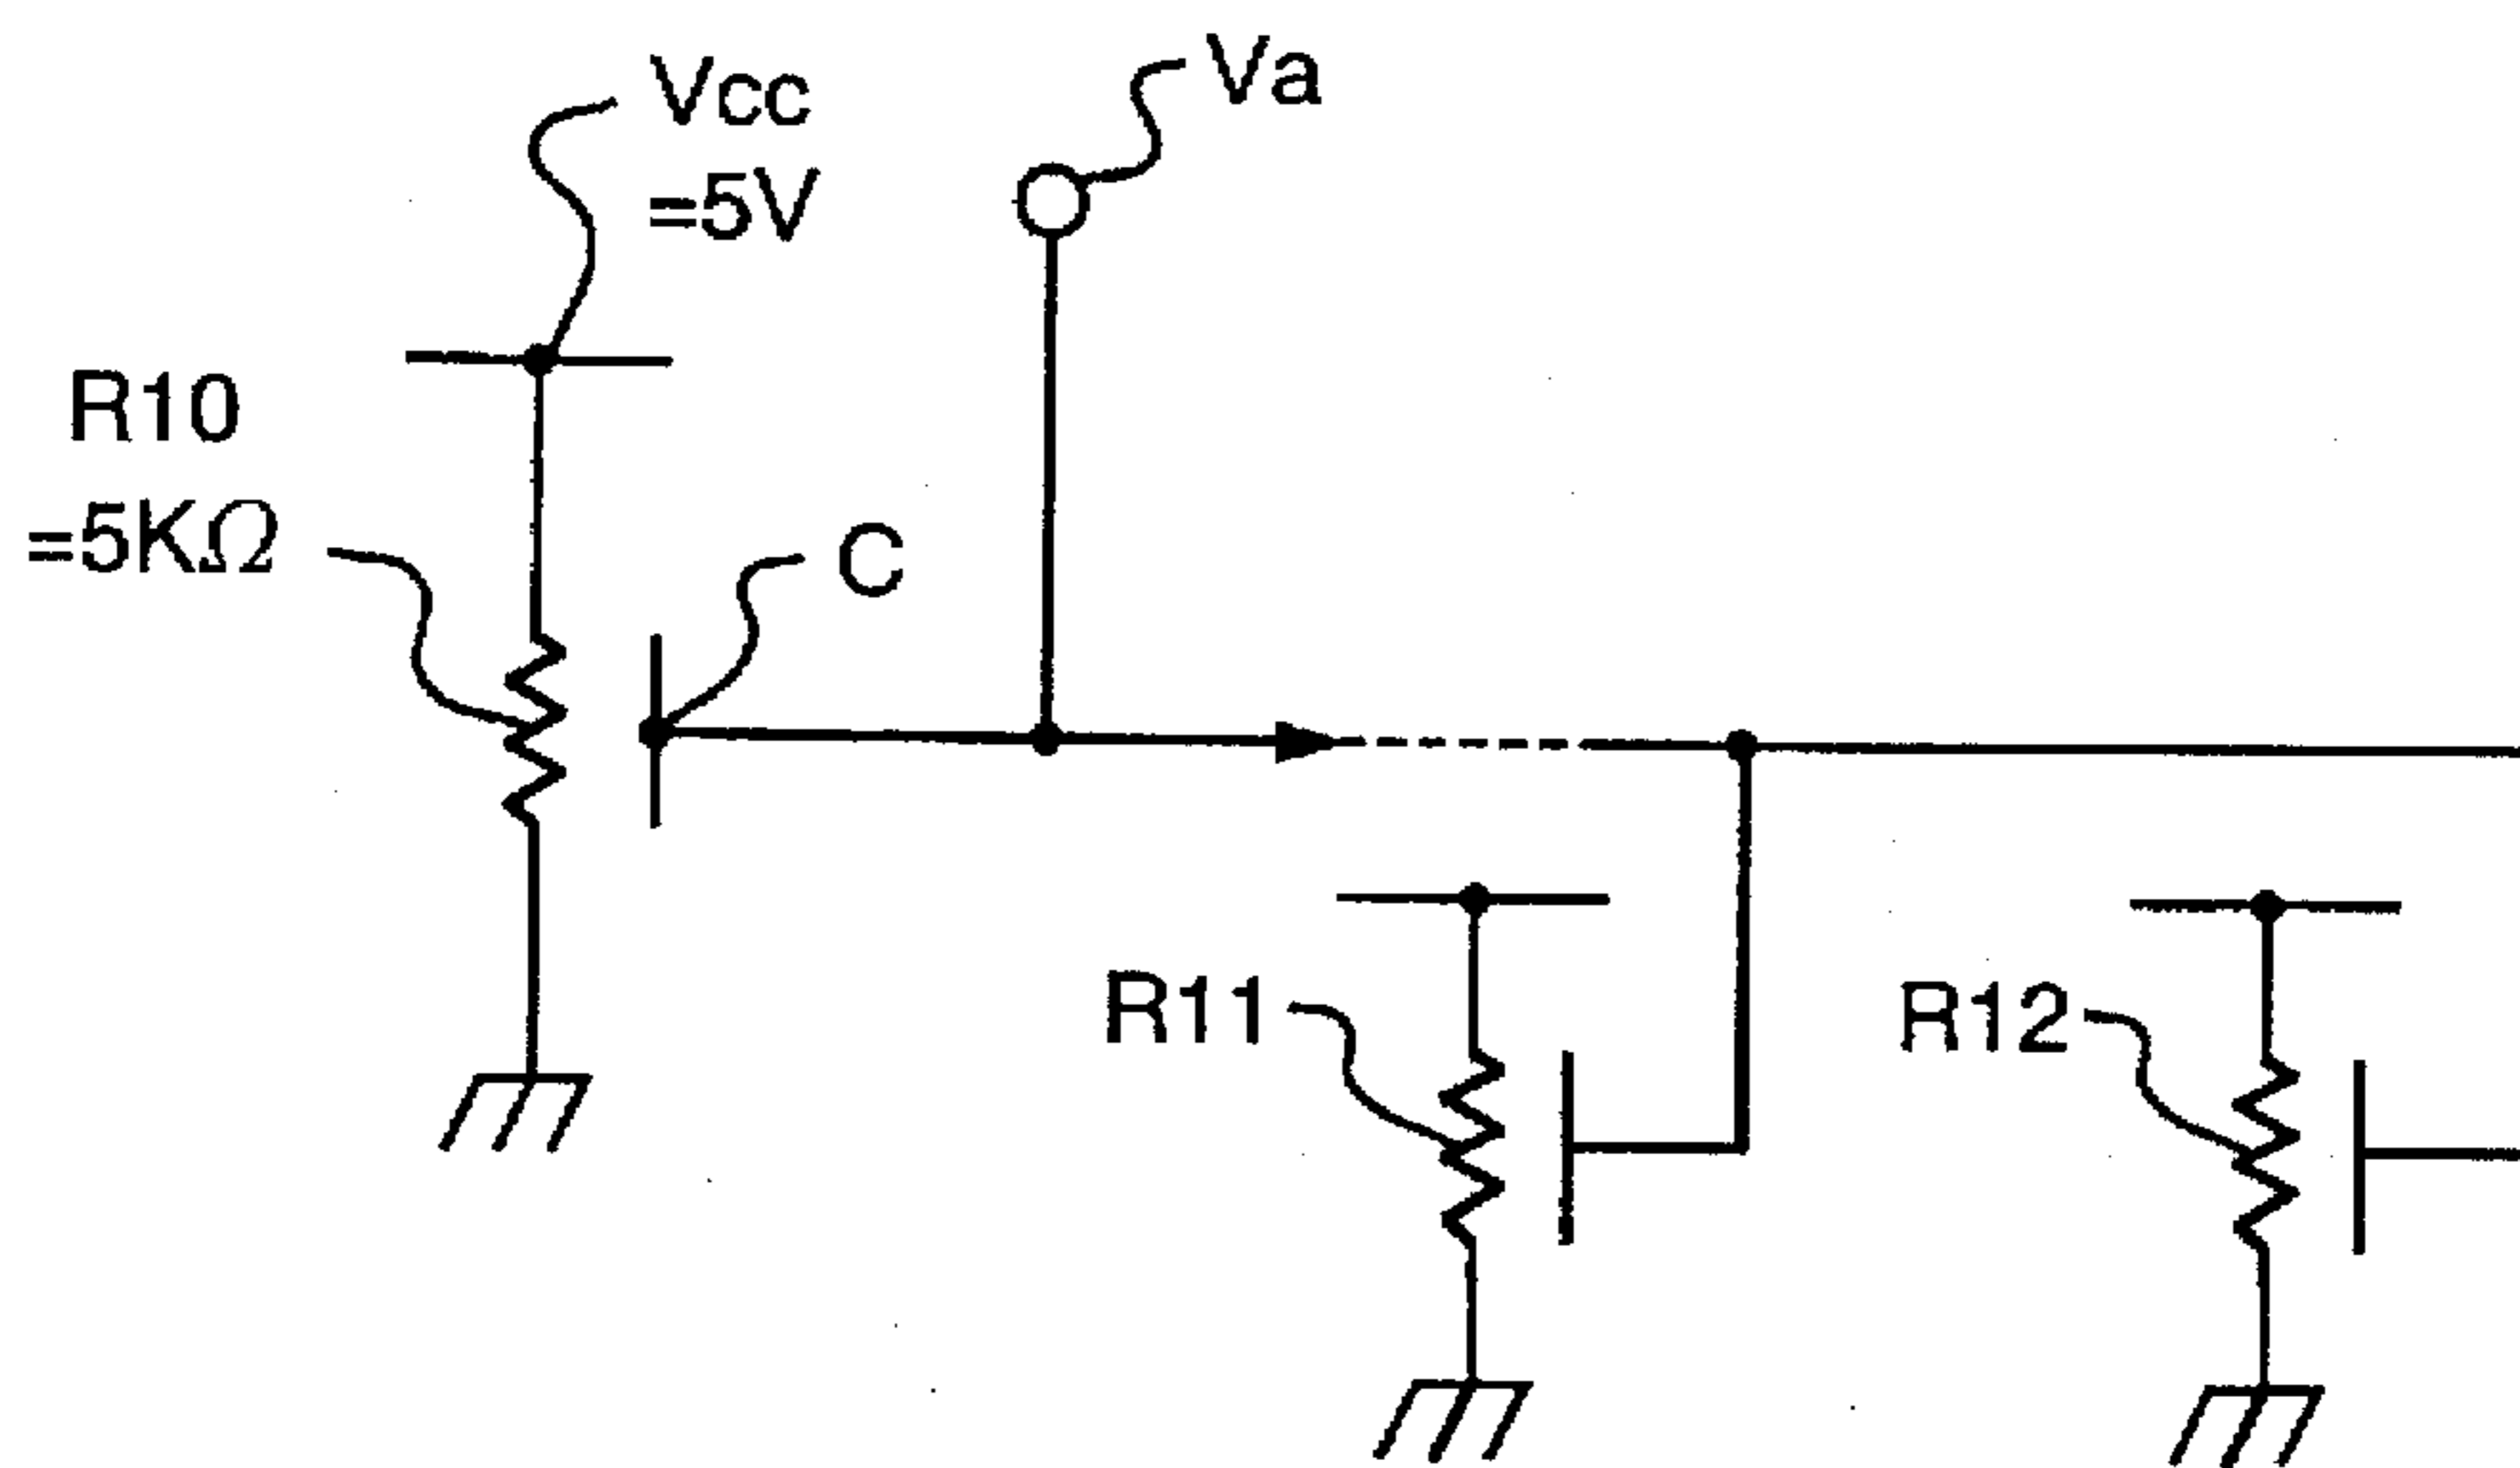 Vcc
=5V
Va
R10
=5KΩ
C
R11
R12